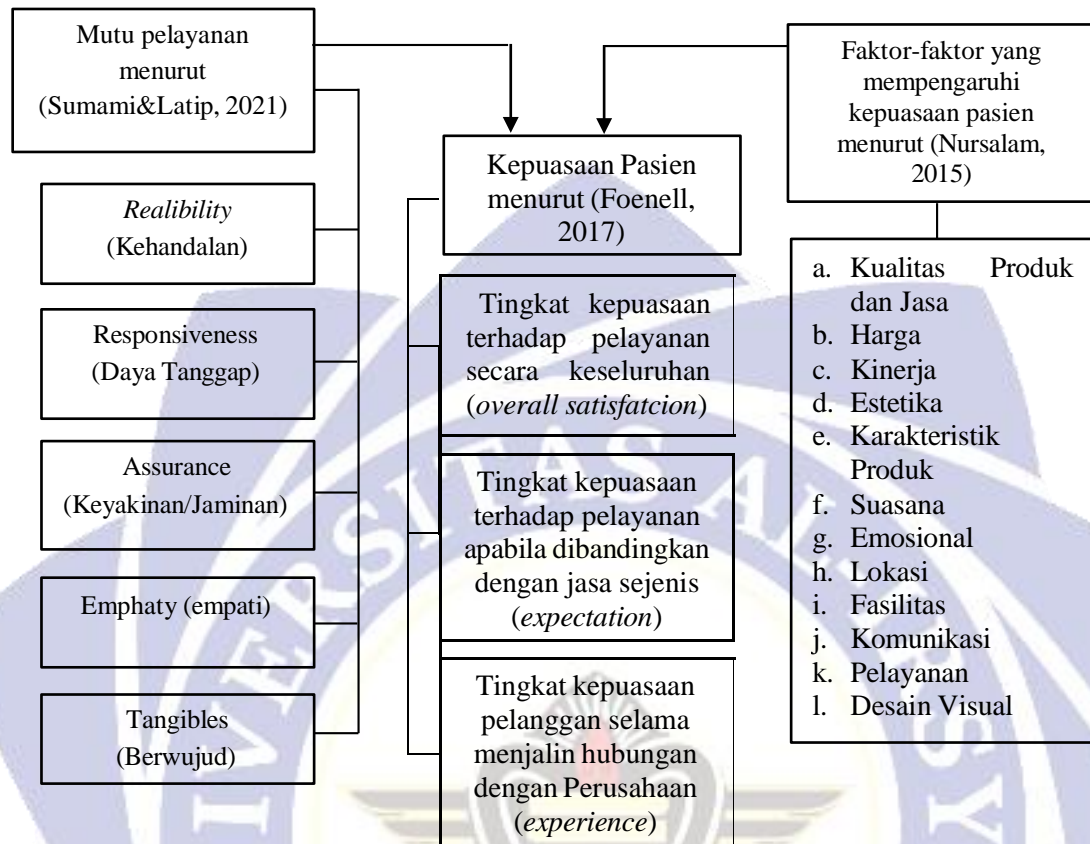 Mutu pelayanan
menurut
(Sumami&Latip, 2021)
Realibility
(Kehandalan)
Responsiveness
(Daya Tanggap)
Assurance
(Keyakinan/Jaminan)
Emphaty (empati)
Tangibles
(Berwujud)
Kepuasaan Pasien
menurut (Foenell,
2017)
Tingkat kepuasaan
terhadap pelayanan
secara keseluruhan
(overall satisfatcion)
Tingkat kepuasaan
terhadap pelayanan
apabila dibandingkan
dengan jasa sejenis
(expectation)
Tingkat kepuasaan
pelanggan selama
menjalin hubungan
dengan Perusahaan
(experience)
Faktor-faktor yang
mempengaruhi
kepuasaan pasien
menurut (Nursalam,
2015)
a. Kualitas Produk
dan Jasa
b. Harga
c. Kinerja
d. Estetika
e. Karakteristik
Produk
f. Suasana
g. Emosional
h. Lokasi
i. Fasilitas
j. Komunikasi
k. Pelayanan
l. Desain Visual